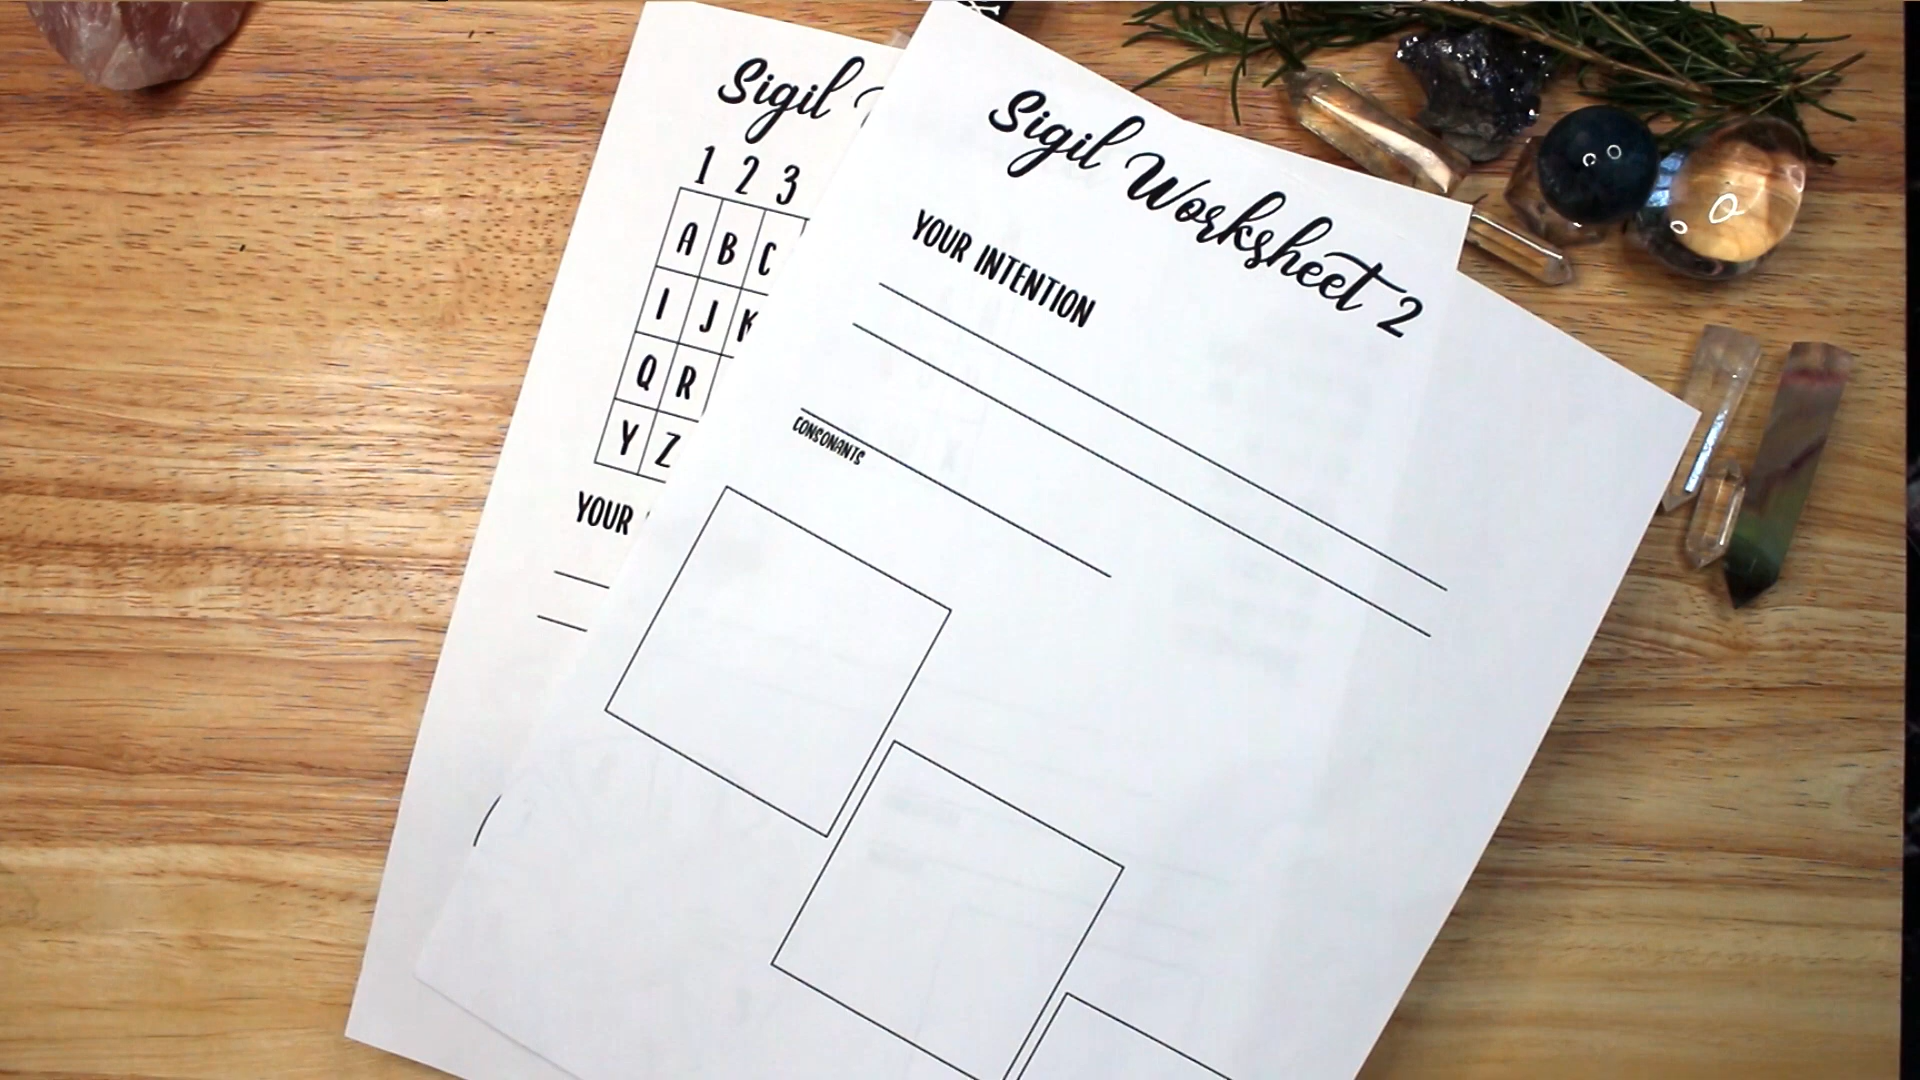 Sigil
1 2 3
A B C
I J K
Q R
Y Z
YOUR
Sigil Worksheet 2
YOUR INTENTION
CONSONANTS